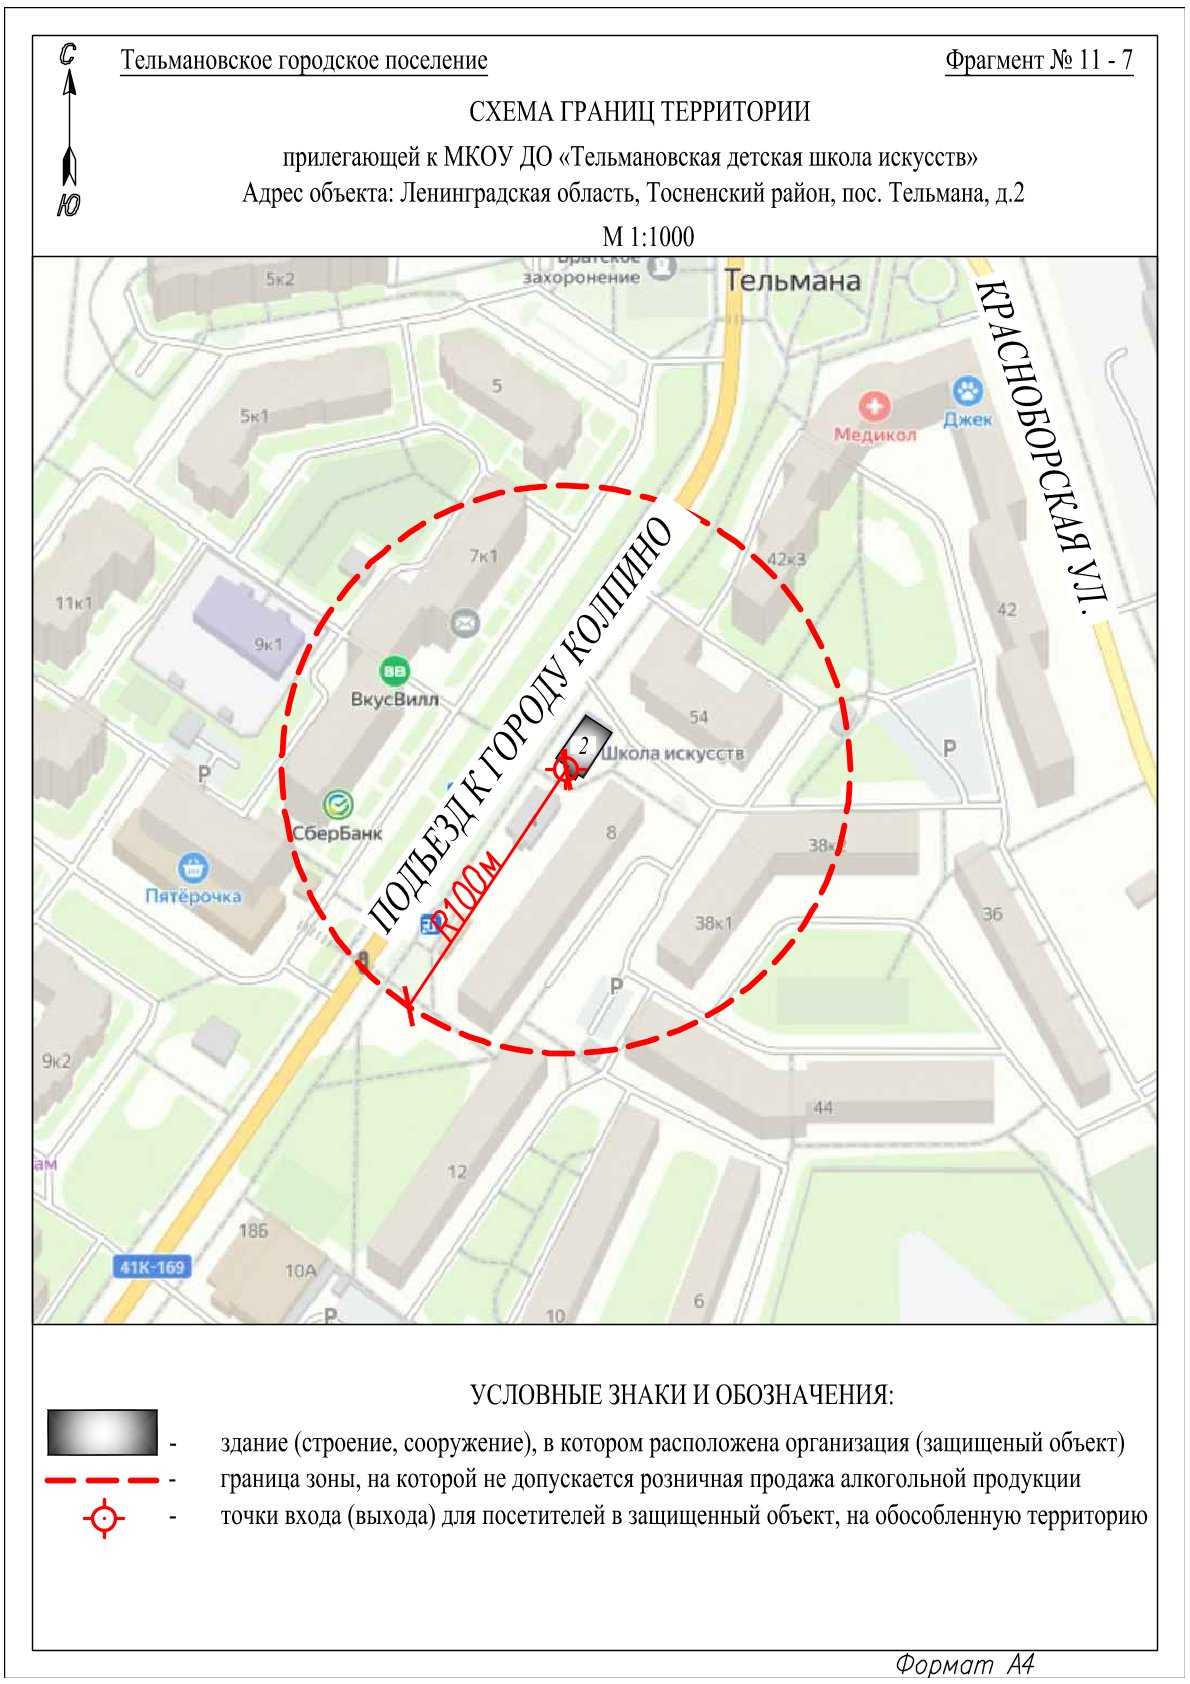 С
Ю
Тельмановское городское поселение
Фрагмент № 11 - 7
СХЕМА ГРАНИЦ ТЕРРИТОРИИ
прилегающей к МКОУ ДО «Тельмановская детская школа искусств»
Адрес объекта: Ленинградская область, Тосненский район, пос. Тельмана, д.2
М 1:1000
Братское
захоронение
Тельмана
5к2
КРАСНОБОРСКАЯ УЛ.
5
5к1
Джек
Медикол
ПОДЪЕЗД К ГОРОДУ КОЛПИНО
7к1
42к3
11к1
42
9к1
ВкусВилл
54
2
Школа искусств
P
P
СберБанк
8
38к2
Пятёрочка
R100м
36
38к1
P
9к2
44
ам
12
18Б
41К-169
10А
P
10
6
УСЛОВНЫЕ ЗНАКИ И ОБОЗНАЧЕНИЯ:
- здание (строение, сооружение), в котором расположена организация (защищеный объект)
- граница зоны, на которой не допускается розничная продажа алкогольной продукции
- точки входа (выхода) для посетителей в защищенный объект, на обособленную территорию
Формат А4